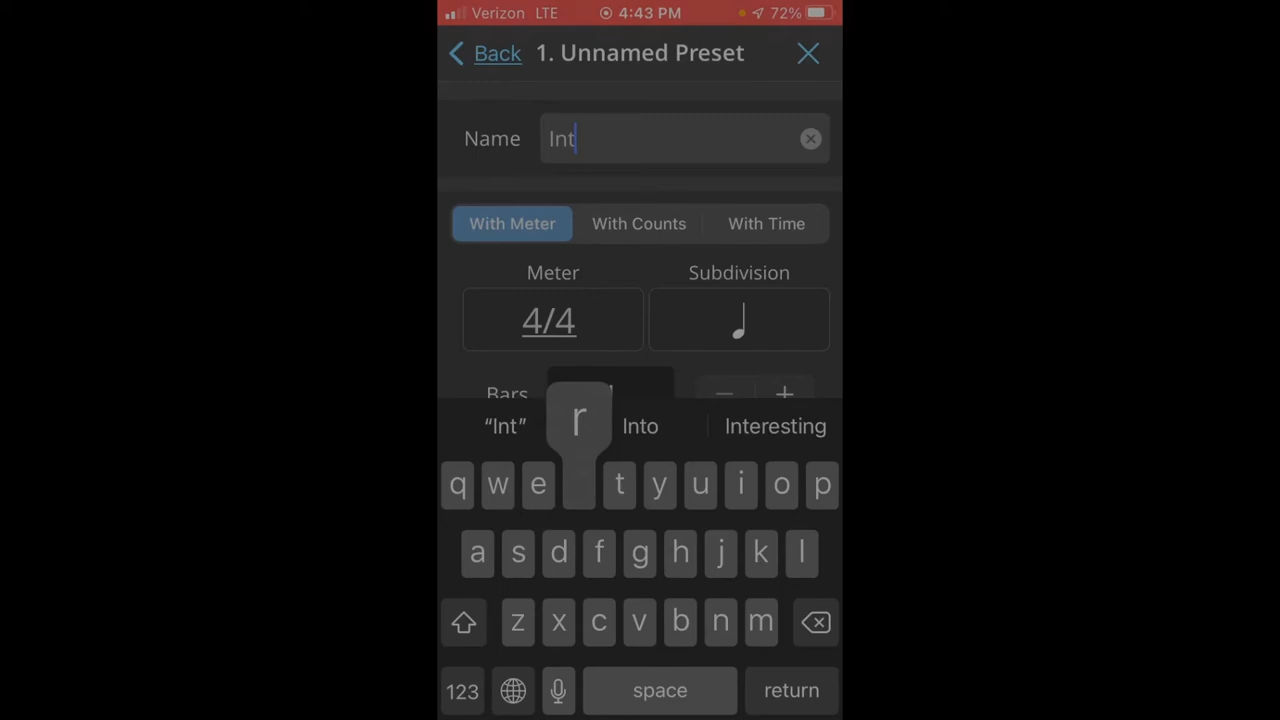 Verizon LTE 4:43 PM 72%
Back 1. Unnamed Preset
Name Int
With Meter With Counts With Time
Meter Subdivision
4/4
Bars − +
“Int” r Into Interesting
q w e t y u i o p
a s d f g h j k l
z x c v b n m
123 space return